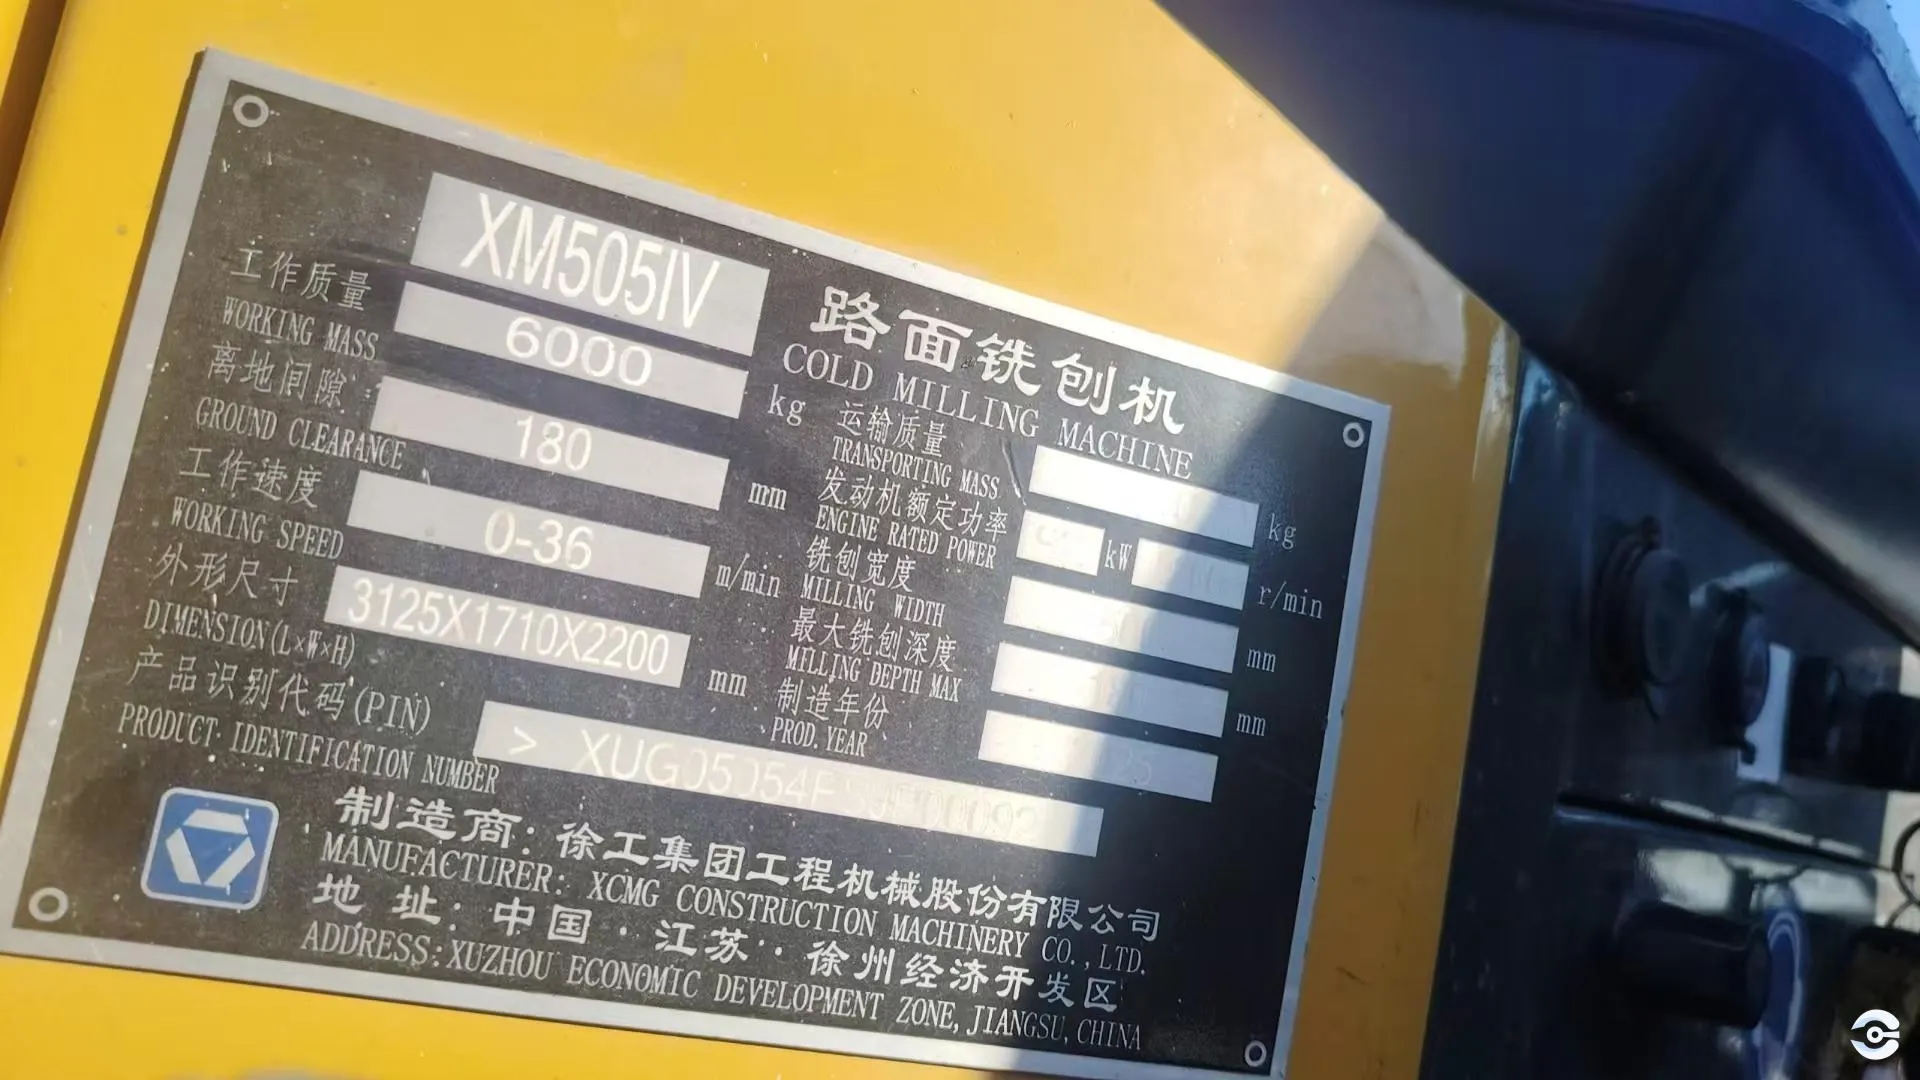 XM505IV
路面铣刨机
COLD MILLING MACHINE
工作质量
WORKING MASS
6000
kg
离地间隙
GROUND CLEARANCE
180
mm
工作速度
WORKING SPEED
0-36
m/min
外形尺寸
DIMENSION(L×W×H)
3125X1710X2200
mm
运输质量
TRANSPORTING MASS
kg
发动机额定功率
ENGINE RATED POWER
kW
r/min
铣刨宽度
MILLING WIDTH
mm
最大铣刨深度
MILLING DEPTH MAX
mm
制造年份
PROD.YEAR
产品识别代码(PIN)
PRODUCT IDENTIFICATION NUMBER
>
制造商：徐工集团工程机械股份有限公司
MANUFACTURER: XCMG CONSTRUCTION MACHINERY CO.,LTD.
地 址：中国·江苏·徐州经济开发区
ADDRESS:XUZHOU ECONOMIC DEVELOPMENT ZONE,JIANGSU,CHINA